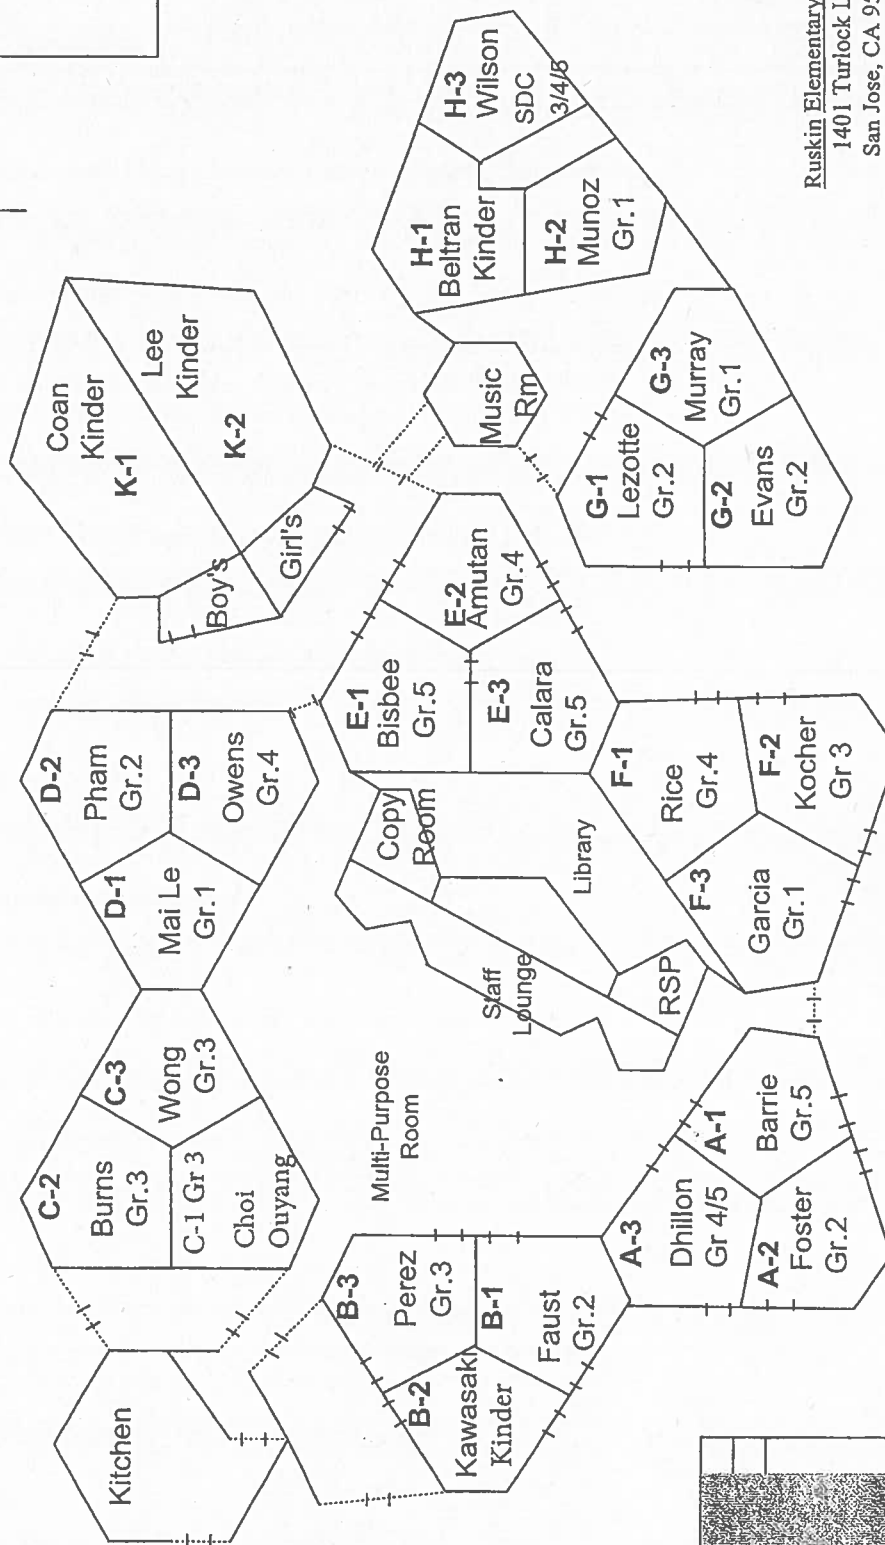 Kitchen
C-2
Burns
Gr.3
C-1 Gr 3
Choi
Ouyang
C-3
Wong
Gr.3
D-1
Mai Le
Gr.1
D-2
Pham
Gr.2
D-3
Owens
Gr.4
Coan
Kinder
K-1
Lee
Kinder
K-2
Boy's
Girl's
B-3
Perez
Gr.3
B-2
Kawasaki
Kinder
B-1
Faust
Gr.2
Multi-Purpose
Room
Staff
Lounge
Copy
Room
Library
RSP
E-1
Bisbee
Gr.5
E-2
Amutan
Gr.4
E-3
Calara
Gr.5
Music
Rm
H-1
Beltran
Kinder
H-3
Wilson
SDC
3/4/5
H-2
Munoz
Gr.1
A-3
Dhillon
Gr 4/5
A-1
Barrie
Gr.5
A-2
Foster
Gr.2
F-3
Garcia
Gr.1
F-1
Rice
Gr.4
F-2
Kocher
Gr 3
G-1
Lezotte
Gr.2
G-3
Murray
Gr.1
G-2
Evans
Gr.2
Ruskin Elementary
1401 Turlock
San Jose, CA